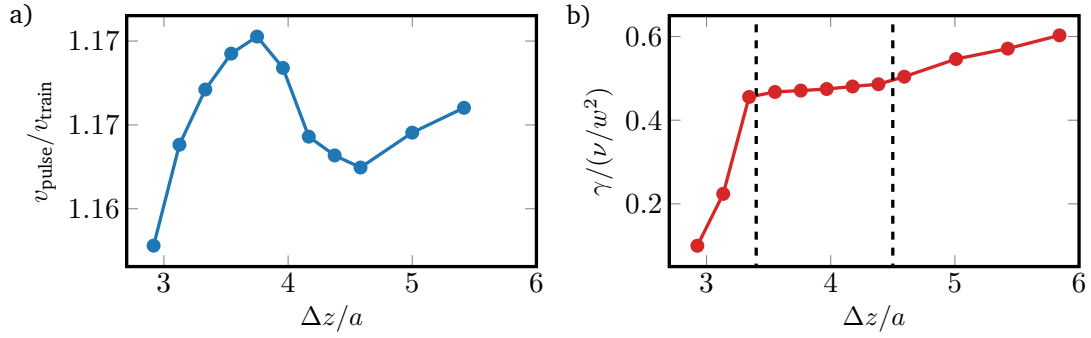 a)
1.17
1.17
1.16
v_pulse/v_train
3 4 5 6
Δz/a
b)
0.6
0.4
0.2
γ/(ν/w²)
3 4 5 6
Δz/a